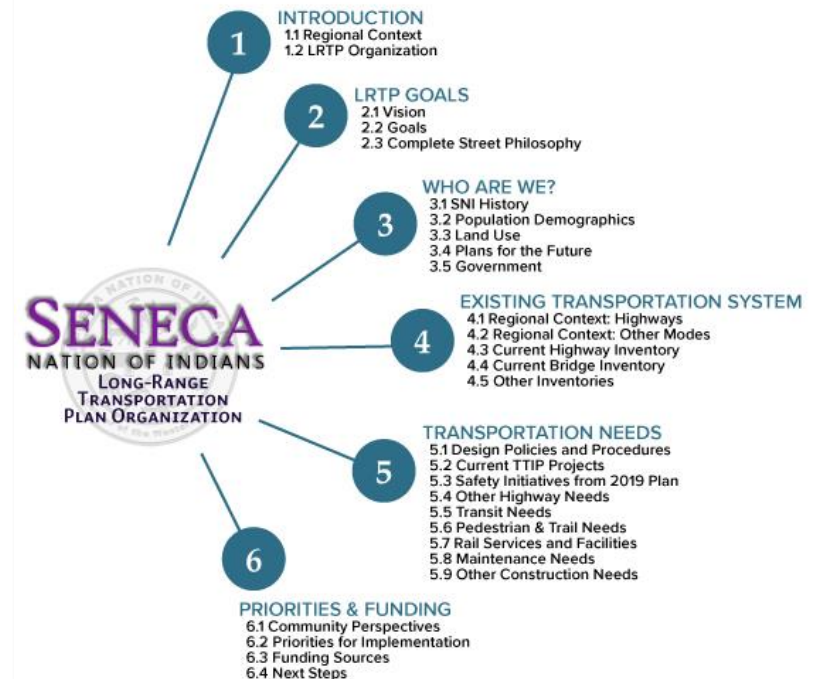 1
INTRODUCTION
1.1 Regional Context
1.2 LRTP Organization
2
LRTP GOALS
2.1 Vision
2.2 Goals
2.3 Complete Street Philosophy
3
WHO ARE WE?
3.1 SNI History
3.2 Population Demographics
3.3 Land Use
3.4 Plans for the Future
3.5 Government
SENECA
NATION OF INDIANS
LONG-RANGE
TRANSPORTATION
PLAN ORGANIZATION
4
EXISTING TRANSPORTATION SYSTEM
4.1 Regional Context: Highways
4.2 Regional Context: Other Modes
4.3 Current Highway Inventory
4.4 Current Bridge Inventory
4.5 Other Inventories
5
TRANSPORTATION NEEDS
5.1 Design Policies and Procedures
5.2 Current TTIP Projects
5.3 Safety Initiatives from 2019 Plan
5.4 Other Highway Needs
5.5 Transit Needs
5.6 Pedestrian & Trail Needs
5.7 Rail Services and Facilities
5.8 Maintenance Needs
5.9 Other Construction Needs
6
PRIORITIES & FUNDING
6.1 Community Perspectives
6.2 Priorities for Implementation
6.3 Funding Sources
6.4 Next Steps